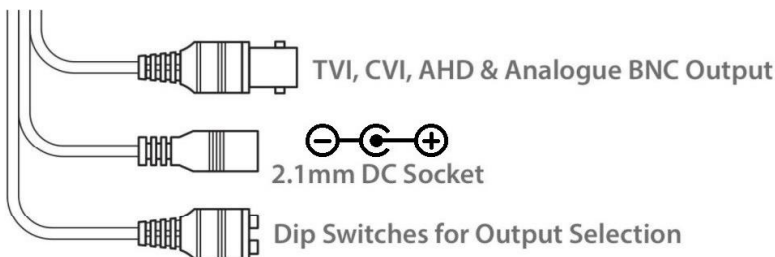 TVI, CVI, AHD & Analogue BNC Output
2.1mm DC Socket
Dip Switches for Output Selection